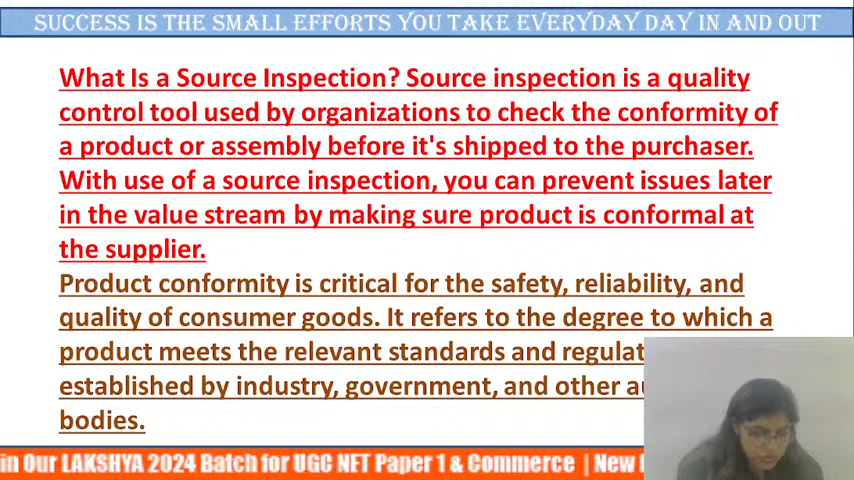 SUCCESS IS THE SMALL EFFORTS YOU TAKE EVERYDAY DAY IN AND OUT
What Is a Source Inspection? Source inspection is a quality
control tool used by organizations to check the conformity of
a product or assembly before it's shipped to the purchaser.
With use of a source inspection, you can prevent issues later
in the value stream by making sure product is conformal at
the supplier.
Product conformity is critical for the safety, reliability, and
quality of consumer goods. It refers to the degree to which a
product meets the relevant standards and
established by industry, government, and other
bodies.
in Our LAKSHYA 2024 Batch for UGC NET Paper 1 & Commerce | New